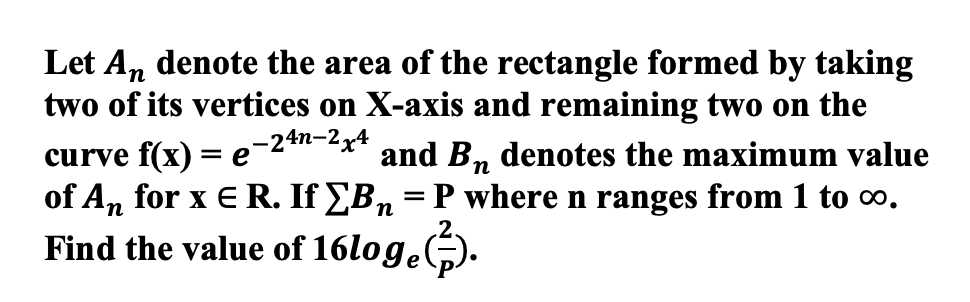 Let Aₙ denote the area of the rectangle formed by taking
two of its vertices on X-axis and remaining two on the
curve f(x) = e^{-2^{4n-2}x^4} and Bₙ denotes the maximum value
of Aₙ for x ∈ R. If ∑Bₙ = P where n ranges from 1 to ∞.
Find the value of 16logₑ(2/P).